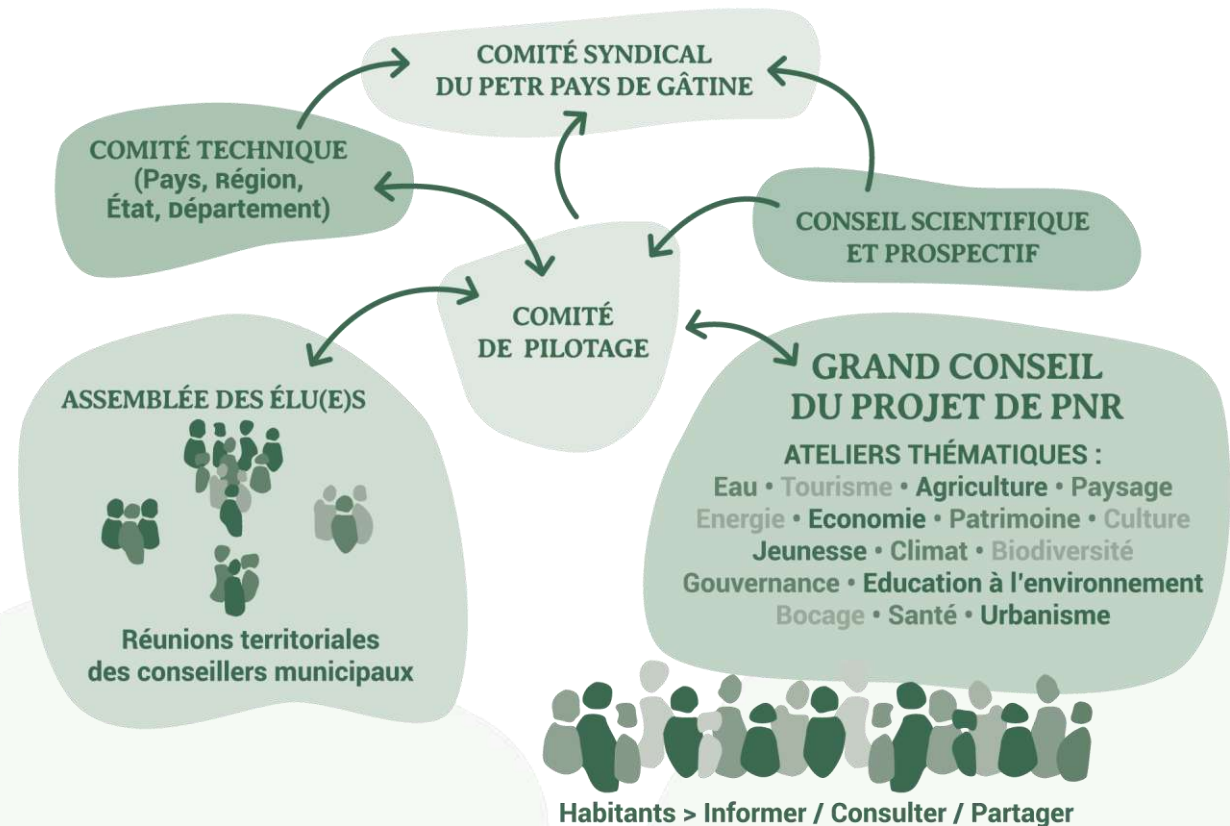 COMITÉ SYNDICAL
DU PETR PAYS DE GÂTINE
COMITÉ TECHNIQUE
(Pays, Région,
État, Département)
CONSEIL SCIENTIFIQUE
ET PROSPECTIF
COMITÉ
DE PILOTAGE
ASSEMBLÉE DES ÉLU(E)S
Réunions territoriales
des conseillers municipaux
GRAND CONSEIL
DU PROJET DE PNR
ATELIERS THÉMATIQUES :
Eau • Tourisme • Agriculture • Paysage
Energie • Economie • Patrimoine • Culture
Jeunesse • Climat • Biodiversité
Gouvernance • Education à l'environnement
Bocage • Santé • Urbanisme
Habitants > Informer / Consulter / Partager